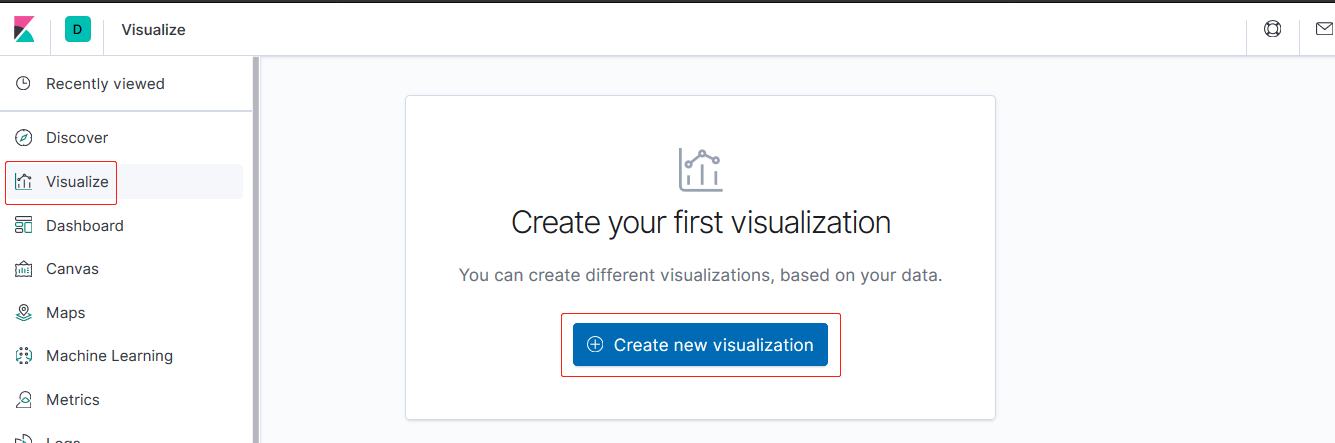 D
Visualize
Recently viewed
Discover
Visualize
Dashboard
Canvas
Maps
Machine Learning
Metrics
Logs
Create your first visualization
You can create different visualizations, based on your data.
Create new visualization